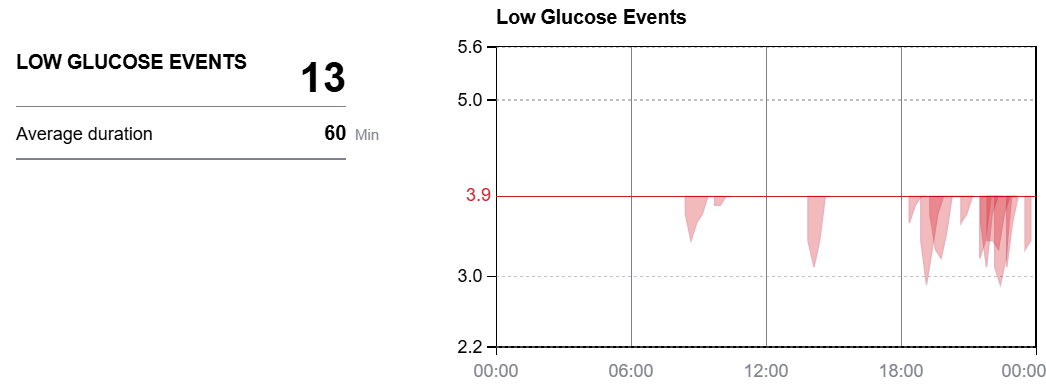 LOW GLUCOSE EVENTS 13
Average duration 60 Min
Low Glucose Events
5.6
5.0
3.9
3.0
2.2
00:00 06:00 12:00 18:00 00:00